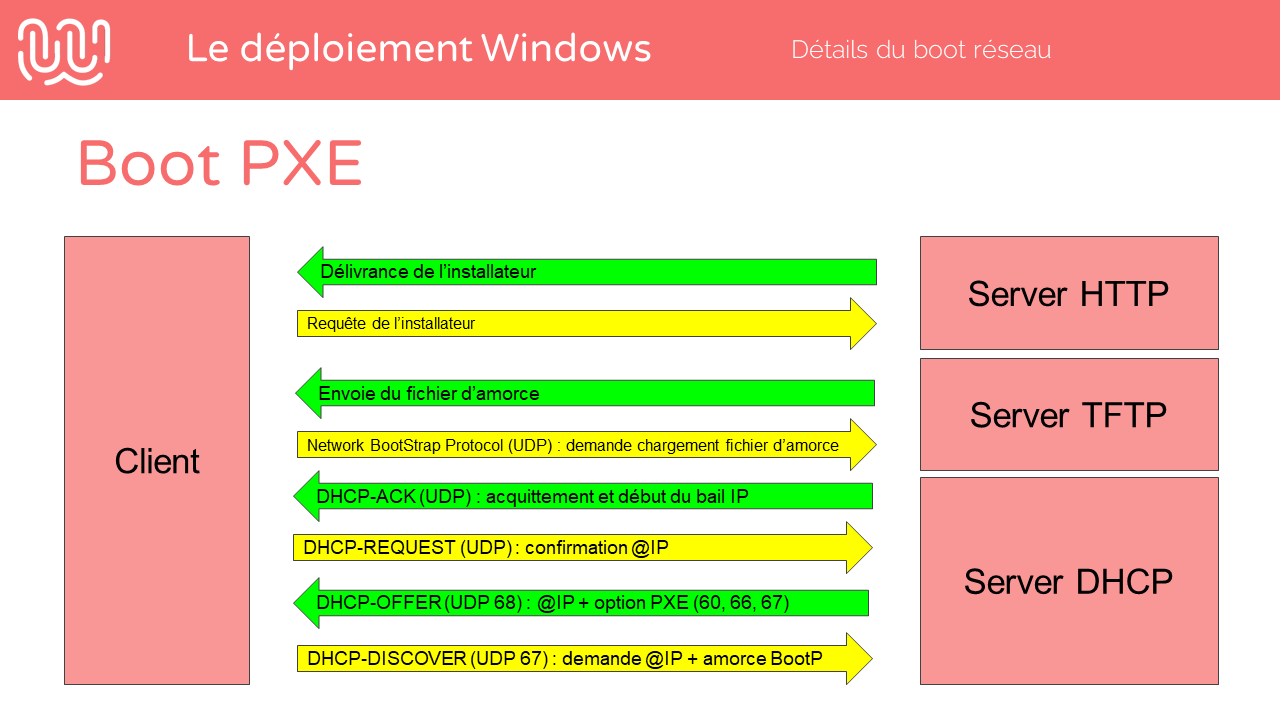 Le déploiement Windows
Détails du boot réseau
Boot PXE
Client
Délivrance de l’installateur
Requête de l’installateur
Envoie du fichier d’amorce
Network BootStrap Protocol (UDP) : demande chargement fichier d’amorce
DHCP-ACK (UDP) : acquittement et début du bail IP
DHCP-REQUEST (UDP) : confirmation @IP
DHCP-OFFER (UDP 68) : @IP + option PXE (60, 66, 67)
DHCP-DISCOVER (UDP 67) : demande @IP + amorce BootP
Server HTTP
Server TFTP
Server DHCP